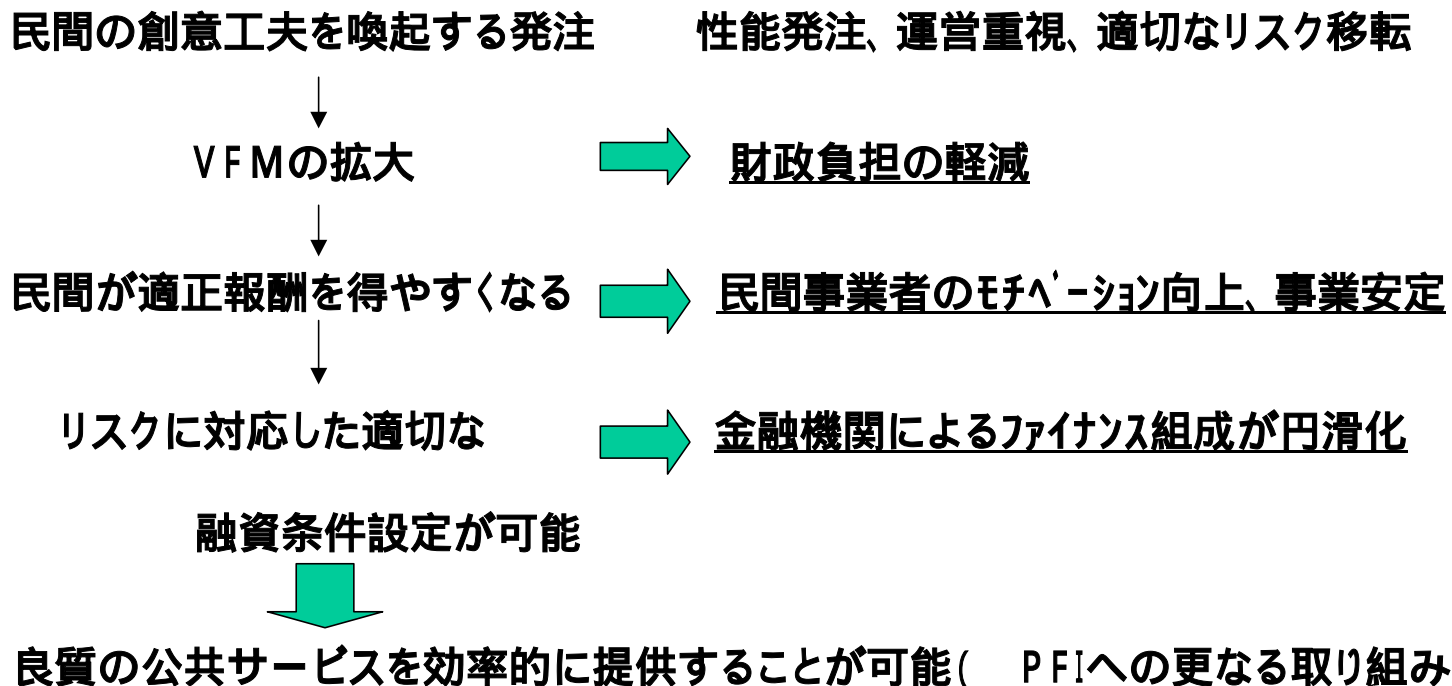 民間の創意工夫を喚起する発注　　性能発注、運営重視、適切なリスク移転
VFMの拡大　　財政負担の軽減
民間が適正報酬を得やすくなる　　民間事業者のﾓﾁﾍﾞｰｼｮﾝ向上、事業安定
リスクに対応した適切な　　金融機関によるﾌｧｲﾅﾝｽ組成が円滑化
融資条件設定が可能
良質の公共サービスを効率的に提供することが可能(　PFIへの更なる取り組み